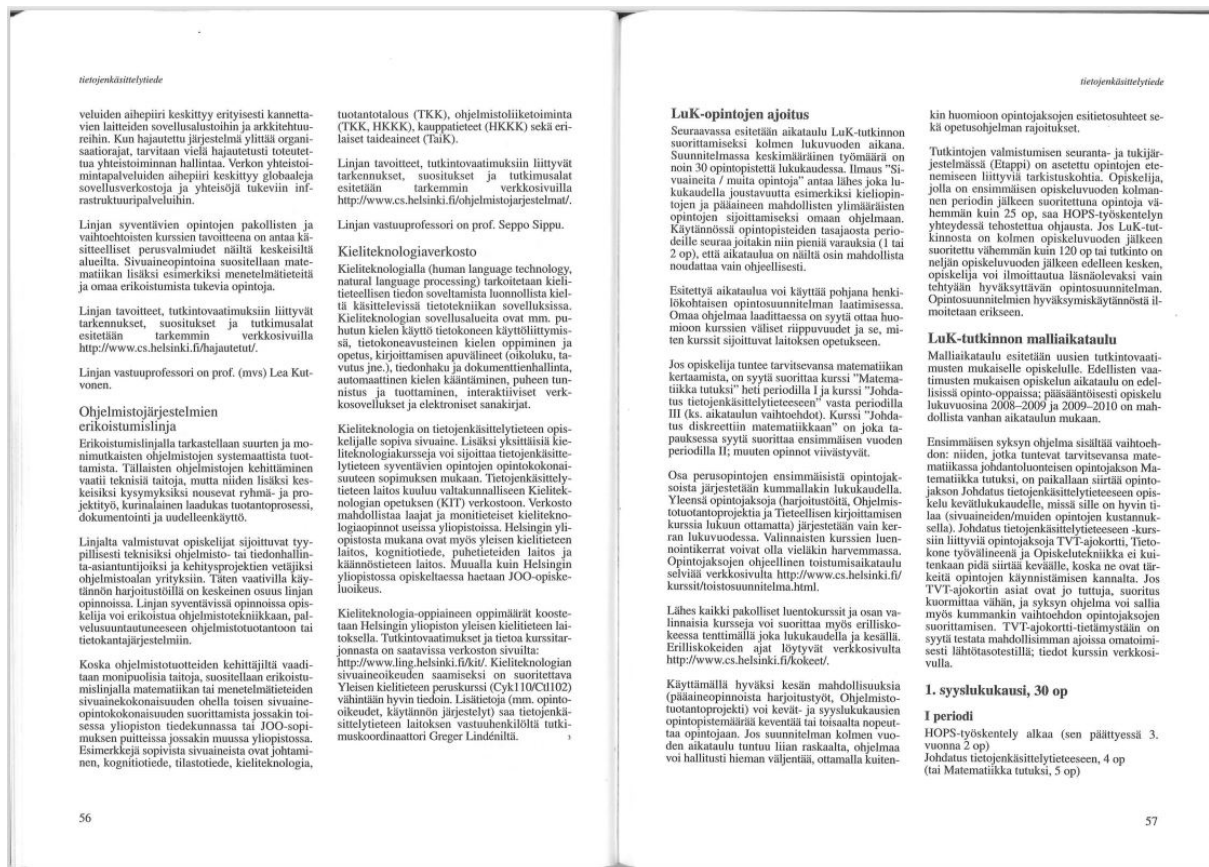 tietojenkäsittelytiede
veluiden aihepiiri keskittyy erityisesti kannetta-
vien laitteiden sovellusalustoihin ja arkkitehtuu-
reihin. Kun hajautettu järjestelmä ylittää organi-
saatiorajat, tarvitaan vielä hajautetusti toteutet-
tua yhteistoiminnan hallintaa. Verkon yhteistoi-
mintapalveluiden aihepiiri keskittyy globaaleja
sovellusverkostoja ja yhteisöjä tukeviin inf-
rastruktuuripalveluihin.
Linjan syventävien opintojen pakollisten ja
vaihtoehtoisten kurssien tavoitteena on antaa kä-
sitteelliset perusvalmiudet näiltä keskeisiltä
alueilta. Sivuaineopintoina suositellaan mate-
matiikan lisäksi esimerkiksi menetelmätieteitä
ja omaa erikoistumista tukevia opintoja.
Linjan tavoitteet, tutkintovaatimuksiin liittyvät
tarkennukset, suositukset ja tutkimusalat
esitetään tarkemmin verkkosivuilla
http://www.cs.helsinki.fi/hajautetut/.
Linjan vastuuprofessori on prof. (mvs) Lea Kut-
vonen.
Ohjelmistojärjestelmien
erikoistumislinja
Erikoistumislinjalla tarkastellaan suurten ja mo-
nimutkaisten ohjelmistojen systemaattista tuot-
tamista. Tällaisten ohjelmistojen kehittäminen
vaatii teknisiä taitoja, mutta niiden lisäksi kes-
keisiksi kysymyksiksi nousevat ryhmä- ja pro-
jektityö, kurinalainen laadukas tuotantoprosessi,
dokumentointi ja uudelleenkäyttö.
Linjalta valmistuvat opiskelijat sijoittuvat tyy-
pillisesti teknisiksi ohjelmisto- tai tiedonhallin-
ta-asiantuntijoiksi ja kehitysprojektien vetäjiksi
ohjelmistoalan yrityksiin. Täten vaativilla käy-
tännön harjoitustöillä on keskeinen osuus linjan
opinnoissa. Linjan syventävissä opinnoissa opis-
kelija voi erikoistua ohjelmistotekniikkaan, pal-
velusuuntautuneeseen ohjelmistotuotantoon tai
tietokantajärjestelmiin.
Koska ohjelmistotuotteiden kehittäjiltä vaadi-
taan monipuolisia taitoja, suositellaan erikoistu-
mislinjalla matematiikan tai menetelmätieteiden
sivuainekokonaisuuden ohella toisen sivuaine-
opintokokonaisuuden suorittamista jossakin toi-
sessa yliopiston tiedekunnassa tai JOO-sopi-
muksen puitteissa jossakin muussa yliopistossa.
Esimerkkejä sopivista sivuaineista ovat johtami-
nen, kognitiotiede, tilastotiede, kieliteknologia,
56
tuotantotalous (TKK), ohjelmistoliiketoiminta
(TKK, HKKK), kauppatieteet (HKKK) sekä eri-
laiset taideaineet (TaiK).
Linjan tavoitteet, tutkintovaatimuksiin liittyvät
tarkennukset, suositukset ja tutkimusalat
esitetään tarkemmin verkkosivuilla
http://www.cs.helsinki.fi/ohjelmistojarjestelmat/.
Linjan vastuuprofessori on prof. Seppo Sippu.
Kieliteknologiaverkosto
Kieliteknologialla (human language technology,
natural language processing) tarkoitetaan kieli-
tieteellisen tiedon soveltamista luonnollista kiel-
tä käsittelevissä tietotekniikan sovelluksissa.
Kieliteknologian sovellusalueita ovat mm. pu-
hutun kielen käyttö tietokoneen käyttöliittymis-
sä, tietokoneavusteinen kielen oppiminen ja
opetus, kirjoittamisen apuvälineet (oikoluku, ta-
vutus jne.), tiedonhaku ja dokumenttienhallinta,
automaattinen kielen kääntäminen, puheen tun-
nistus ja tuottaminen, interaktiiviset verk-
kosovellukset ja elektroniset sanakirjat.
Kieliteknologia on tietojenkäsittelytieteen opis-
kelijalle sopiva sivuaine. Lisäksi yksittäisiä kie-
liteknologiakursseja voi sijoittaa tietojenkäsitte-
lytieteen syventävien opintojen opintokokonai-
suuteen sopimuksen mukaan. Tietojenkäsittely-
tieteen laitos kuuluu valtakunnalliseen Kielitek-
nologian opetuksen (KIT) verkostoon. Verkosto
mahdollistaa laajat ja monitieteiset kieliteknolo-
giaopinnot useissa yliopistoissa. Helsingin yli-
opistosta mukana ovat myös yleisen kielitieteen
laitos, kognitiotiede, puhetieteiden laitos ja
käännöstieteen laitos. Muualla kuin Helsingin
yliopistossa opiskeltaessa haetaan JOO-opiske-
luoikeus.
Kieliteknologia-oppiaineen oppimäärät kooste-
taan Helsingin yliopiston yleisen kielitieteen lai-
toksella. Tutkintovaatimukset ja tietoa kurssitar-
jonnasta on saatavissa verkoston sivuilta:
http://www.ling.helsinki.fi/kit/. Kieliteknologian
sivuaineoikeuden saamiseksi on suoritettava
Yleisen kielitieteen peruskurssi (Cyk110/Ctl102)
vähintään hyvin tiedoin. Lisätietoja (mm. opinto-
oikeudet, käytännön järjestelyt) saa tietojenkä-
sittelytieteen laitoksen vastuuhenkilöltä tutki-
muskoordinaattori Greger Lindéniltä.
tietojenkäsittelytiede
LuK-opintojen ajoitus
Seuraavassa esitetään aikataulu LuK-tutkinnon
suorittamiseksi kolmen lukuvuoden aikana.
Suunnitelmassa keskimääräinen työmäärä on
noin 30 opintopistettä lukukaudessa. Ilmaus "Si-
vuaineita / muita opintoja" antaa lähes joka lu-
kukaudella joustavuutta esimerkiksi kieliopin-
tojen ja pääaineen mahdollisten ylimääräisten
opintojen sijoittamiseksi omaan ohjelmaan.
Käytännössä opintopisteiden tasajaosta perio-
deille seuraa joitakin niin pieniä varauksia (1 tai
2 op), että aikataulua on näiltä osin mahdollista
noudattaa vain ohjeellisesti.
Esitettyä aikataulua voi käyttää pohjana henki-
lökohtaisen opintosuunnitelman laatimisessa.
Omaa ohjelmaa laadittaessa on syytä ottaa huo-
mioon kurssien väliset riippuvuudet ja se, mi-
ten kurssit sijoittuvat laitoksen opetukseen.
Jos opiskelija tuntee tarvitsevansa matematiikan
kertaamista, on syytä suorittaa kurssi "Matema-
tiikka tutuksi" heti periodilla I ja kurssi "Johda-
tus tietojenkäsittelytieteeseen" vasta periodilla
III (ks. aikataulun vaihtoehdot). Kurssi "Johda-
tus diskreettiin matematiikkaan" on joka ta-
pauksessa syytä suorittaa ensimmäisen vuoden
periodilla II; muuten opinnot viivästyvät.
Osa perusopintojen ensimmäisistä opintojak-
soista järjestetään kummallakin lukukaudella.
Yleensä opintojaksoja (harjoitustöitä, Ohjelmis-
totuotantoprojektia ja Tieteellisen kirjoittamisen
kurssia lukuun ottamatta) järjestetään vain ker-
ran lukuvuodessa. Valinnaisten kurssien luen-
nointikerrat voivat olla vieläkin harvemmassa.
Opintojaksojen ohjeellinen toistumisaikataulu
selviää verkkosivulta http://www.cs.helsinki.fi/
kurssit/toistosuunnitelma.html.
Lähes kaikki pakolliset luentokurssit ja osan va-
linnaisia kursseja voi suorittaa myös erilliskо-
keessa tenttimällä joka lukukaudella ja kesällä.
Erilliskokeiden ajat löytyvät verkkosivulta
http://www.cs.helsinki.fi/kokeet/.
Käyttämällä hyväksi kesän mahdollisuuksia
(pääaineopinnoista harjoitustyöt, Ohjelmisto-
tuotantoprojekti) voi kevät- ja syyslukukausien
opintopistemäärää keventää tai toisaalta nopeut-
taa opintojaan. Jos suunnitelman kolmen vuo-
den aikataulu tuntuu liian raskaalta, ohjelmaa
voi hallitusti hieman väljentää, ottamalla kuiten-
kin huomioon opintojaksojen esitietosuhteet se-
kä opetusohjelman rajoitukset.
Tutkintojen valmistumisen seuranta- ja tukijär-
jestelmässä (Etappi) on asetettu opintojen ete-
nemiseen liittyviä tarkistuskohtia. Opiskelija,
jolla on ensimmäisen opiskeluvuoden kolman-
nen periodin jälkeen suoritettuna opintoja vä-
hemmän kuin 25 op, saa HOPS-työskentelyn
yhteydessä tehostettua ohjausta. Jos LuK-tut-
kinnosta on kolmen opiskeluvuoden jälkeen
suoritettu vähemmän kuin 120 op tai tutkinto on
neljän opiskeluvuoden jälkeen edelleen kesken,
opiskelija voi ilmoittautua läsnäolevaksi vain
tehtyään hyväksyttävän opintosuunnitelman.
Opintosuunnitelmien hyväksymiskäytännöstä il-
moitetaan erikseen.
LuK-tutkinnon malliaikataulu
Malliaikataulu esitetään uusien tutkintovaati-
musten mukaiselle opiskelulle. Edellisten vaa-
timusten mukaisen opiskelun aikataulu on edel-
lisissä opinto-oppaissa; pääsääntöisesti opiskelu
lukuvuosina 2008–2009 ja 2009–2010 on mah-
dollista vanhan aikataulun mukaan.
Ensimmäisen syksyn ohjelma sisältää vaihtoeh-
don: niiden, jotka tuntevat tarvitsevansa mate-
matiikassa johdantoluonteisen opintojakson Ma-
tematiikka tutuksi, on paikallaan siirtää opinto-
jakson Johdatus tietojenkäsittelytieteeseen opis-
kelu kevätlukukaudelle, missä sille on hyvin ti-
laa (sivuaineiden/muiden opintojen kustannuk-
sella). Johdatus tietojenkäsittelytieteeseen -kurs-
siin liittyviä opintojaksoja TVT-ajokortti, Tieto-
kone työvälineenä ja Opiskelutekniikka ei kui-
tenkaan pidä siirtää keväälle, koska ne ovat tär-
keitä opintojen käynnistämisen kannalta. Jos
TVT-ajokortin asiat ovat jo tuttuja, suoritus
kuormittaa vähän, ja syksyn ohjelma voi sallia
myös kummankin vaihtoehdon opintojaksojen
suorittamisen. TVT-ajokortti-tietämystään on
syytä testata mahdollisimman ajoissa omatoimi-
sesti lähtötasotestillä; tiedot kurssin verkkosi-
vulla.
1. syyslukukausi, 30 op
I periodi
HOPS-työskentely alkaa (sen päättyessä 3.
vuonna 2 op)
Johdatus tietojenkäsittelytieteeseen, 4 op
(tai Matematiikka tutuksi, 5 op)
57